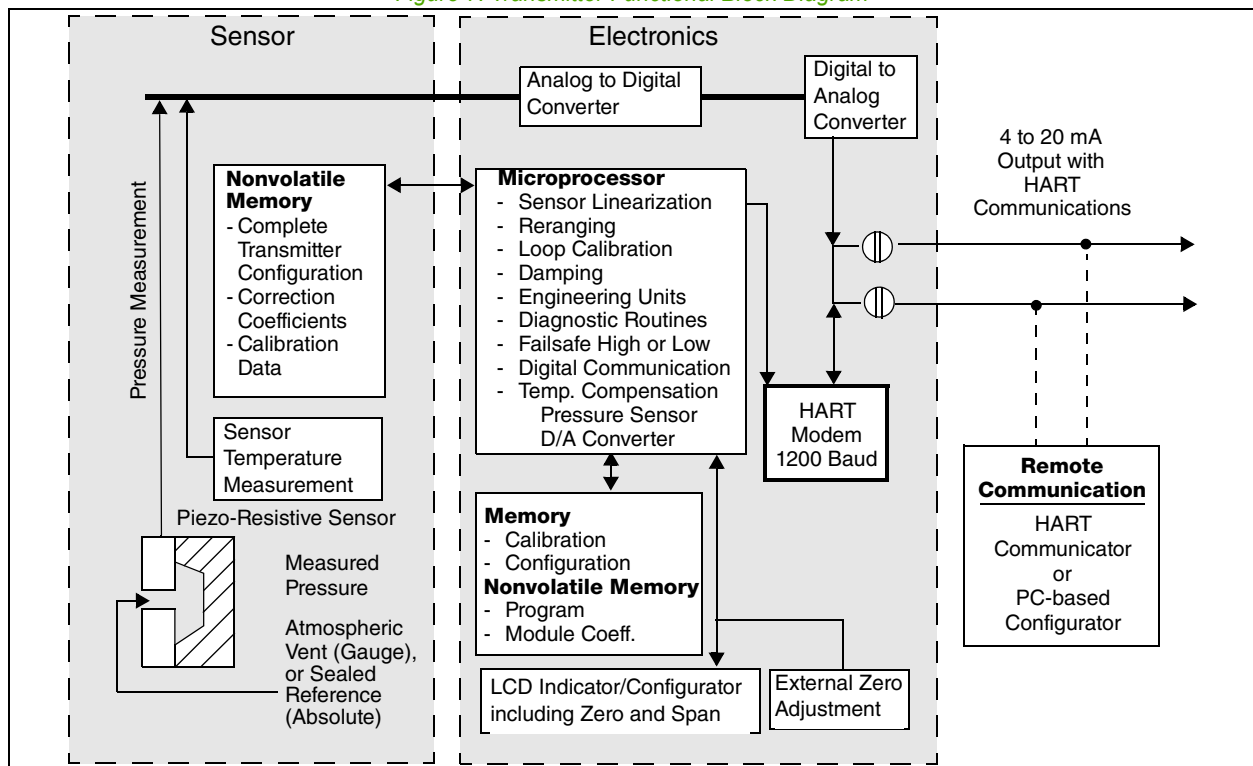 Figure 1. Transmitter Functional Block Diagram
Sensor
Electronics
Analog to Digital
Converter
Digital to
Analog
Converter
4 to 20 mA
Output with
HART
Communications
Pressure Measurement
Nonvolatile
Memory
- Complete
Transmitter
Configuration
- Correction
Coefficients
- Calibration
Data
Microprocessor
- Sensor Linearization
- Reranging
- Loop Calibration
- Damping
- Engineering Units
- Diagnostic Routines
- Failsafe High or Low
- Digital Communication
- Temp. Compensation
Pressure Sensor
D/A Converter
HART
Modem
1200 Baud
Sensor
Temperature
Measurement
Piezo-Resistive Sensor
Measured
Pressure
Atmospheric
Vent (Gauge),
or Sealed
Reference
(Absolute)
Memory
- Calibration
- Configuration
Nonvolatile Memory
- Program
- Module Coeff.
LCD Indicator/Configurator
including Zero and Span
External Zero
Adjustment
Remote
Communication
HART
Communicator
or
PC-based
Configurator